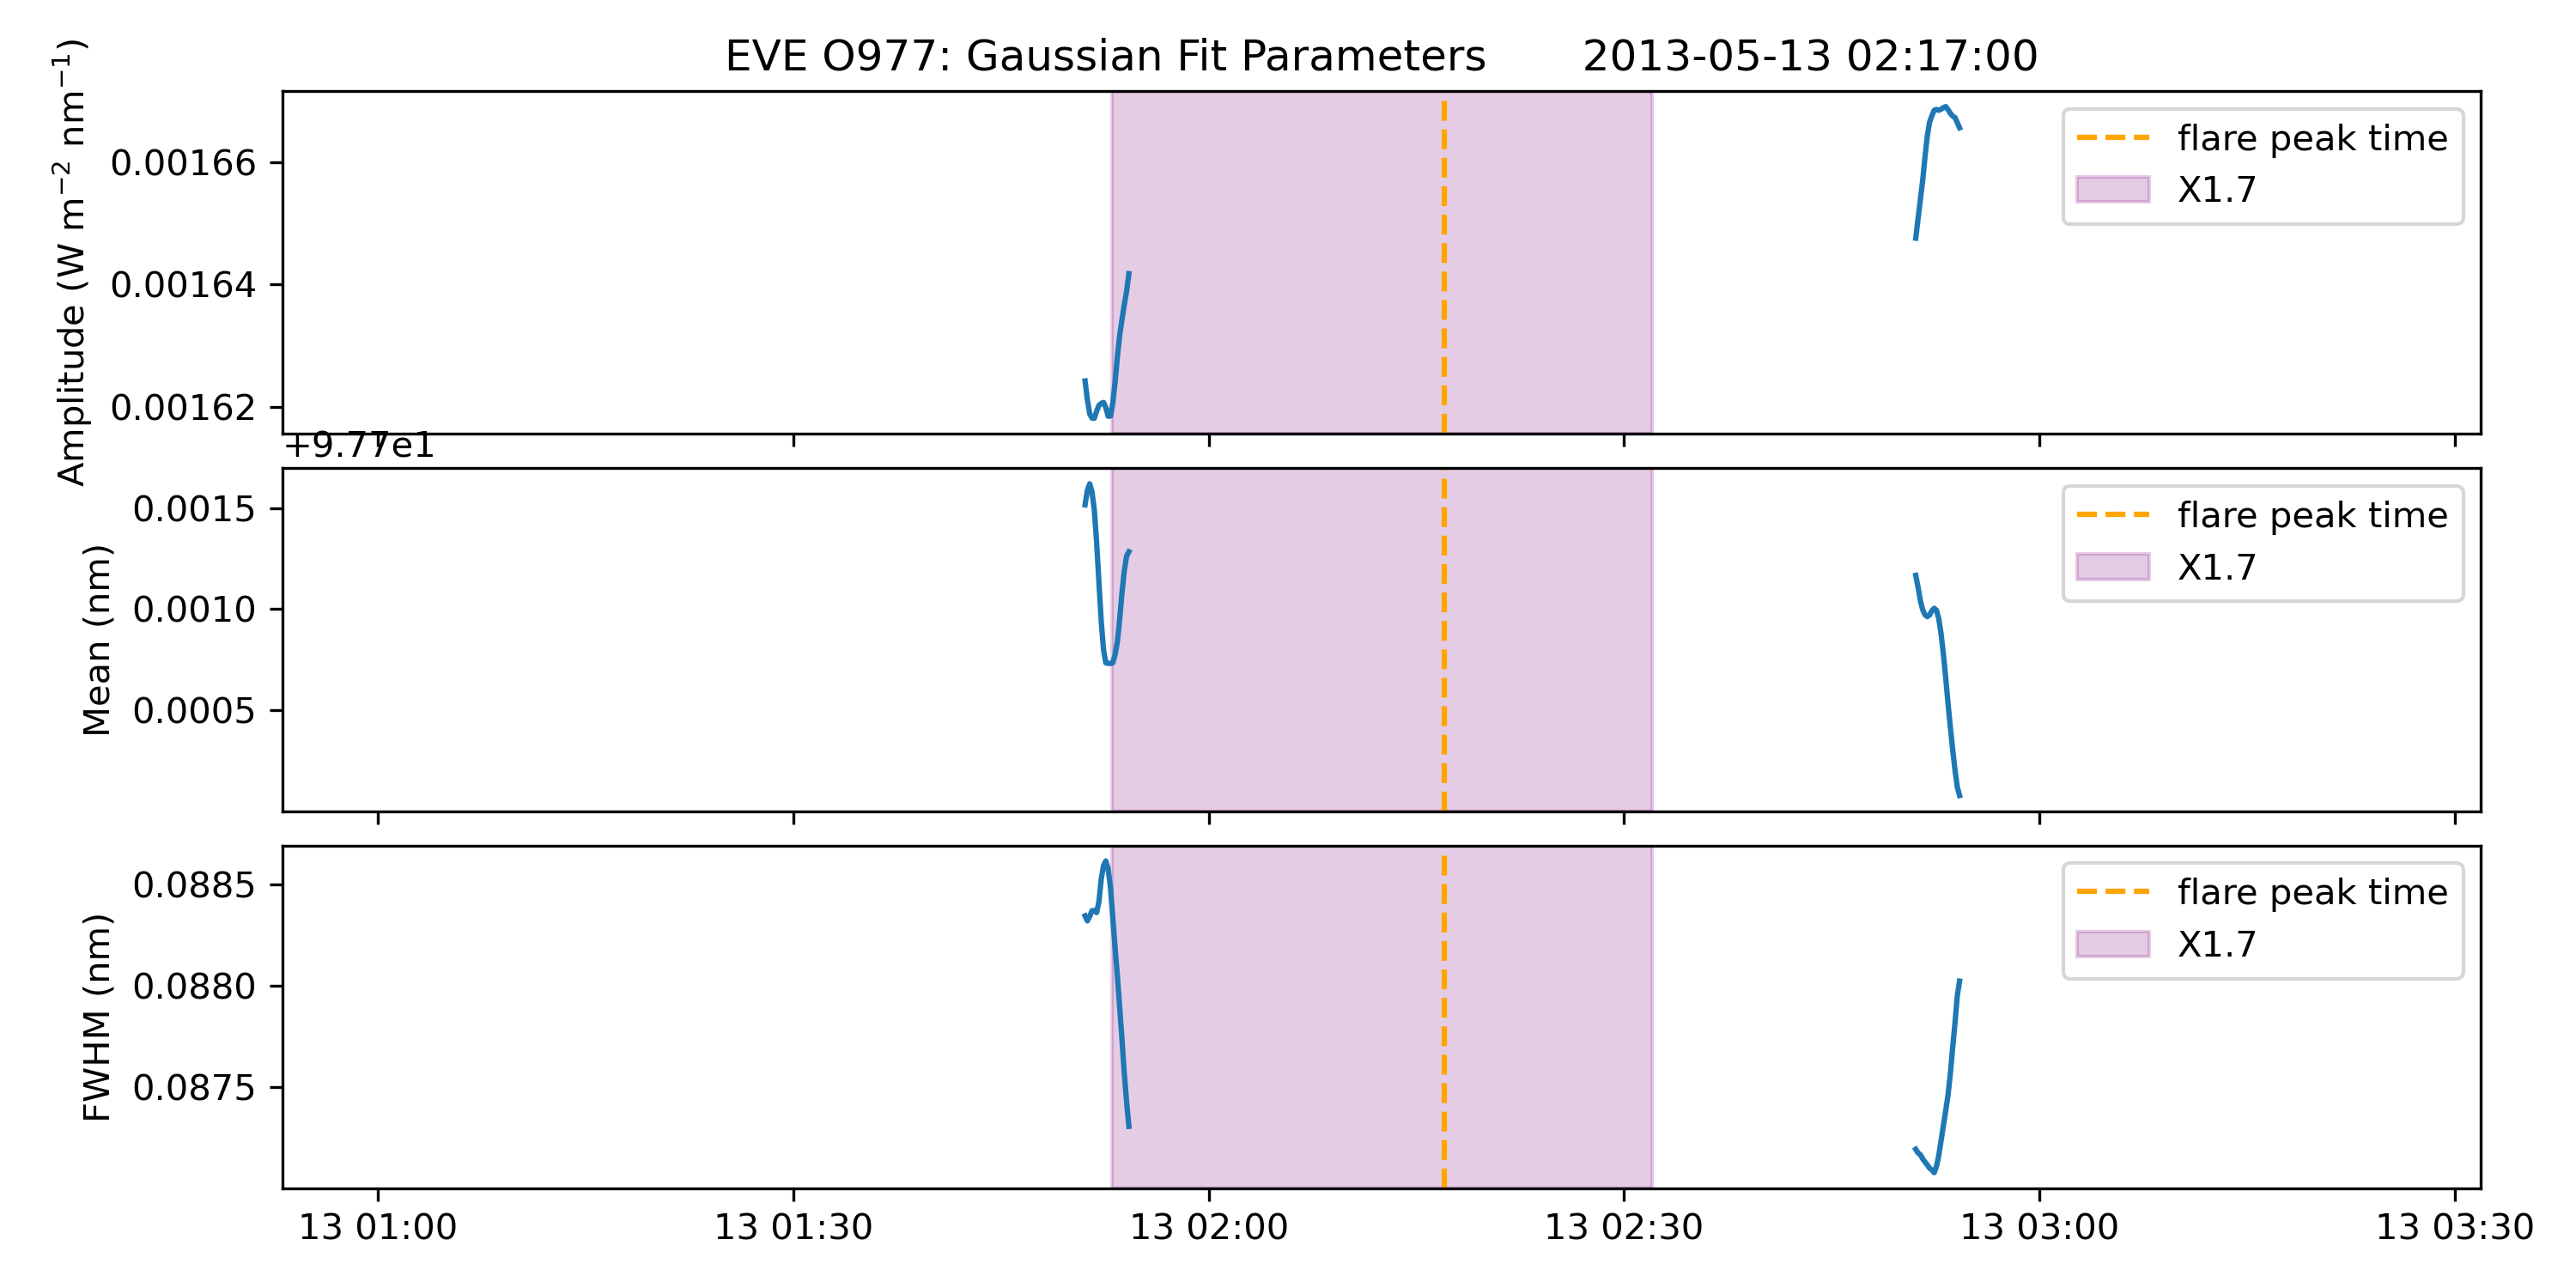 EVE O977: Gaussian Fit Parameters 2013-05-13 02:17:00
Amplitude (W m⁻² nm⁻¹)
0.00166
0.00164
0.00162
flare peak time
X1.7
+9.77e1
Mean (nm)
0.0015
0.0010
0.0005
flare peak time
X1.7
FWHM (nm)
0.0885
0.0880
0.0875
flare peak time
X1.7
13 01:00 13 01:30 13 02:00 13 02:30 13 03:00 13 03:30